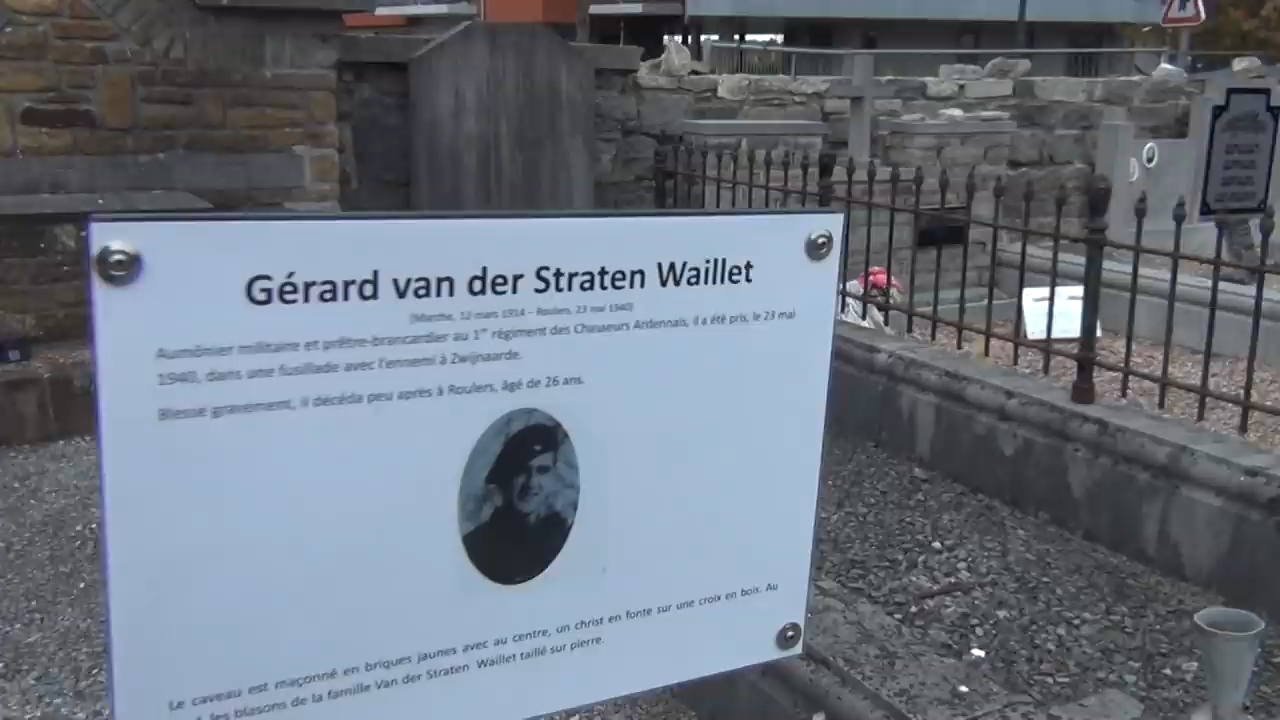 Gérard van der Straten Waillet
(Marche, 12 mars 1914 – Roulers, 23 mai 1940)
Aumônier militaire et prêtre-brancardier au 1er régiment des Chasseurs Ardennais, il a été pris, le 23 mai
1940, dans une fusillade avec l'ennemi à Zwijnaarde.
Blessé gravement, il décéda peu après à Roulers, âgé de 26 ans.
Le caveau est maçonné en briques jaunes avec au centre, un christ en fonte sur une croix en bois. Au
les blasons de la famille Van der Straten Waillet taillé sur pierre.